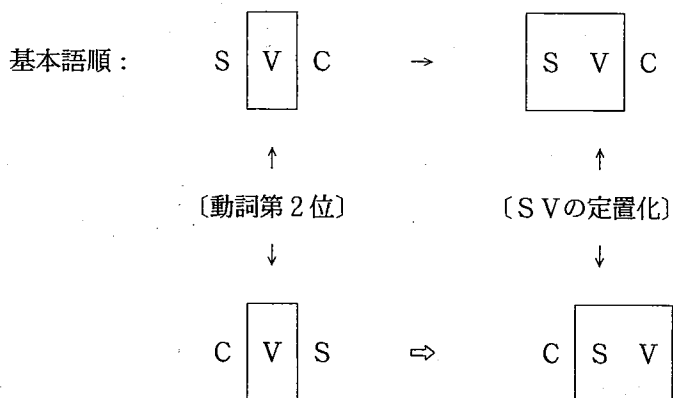 基本語順： S V C → S V C
↑ ↑
〔動詞第2位〕 〔SVの定置化〕
↓ ↓
C V S ⇨ C S V